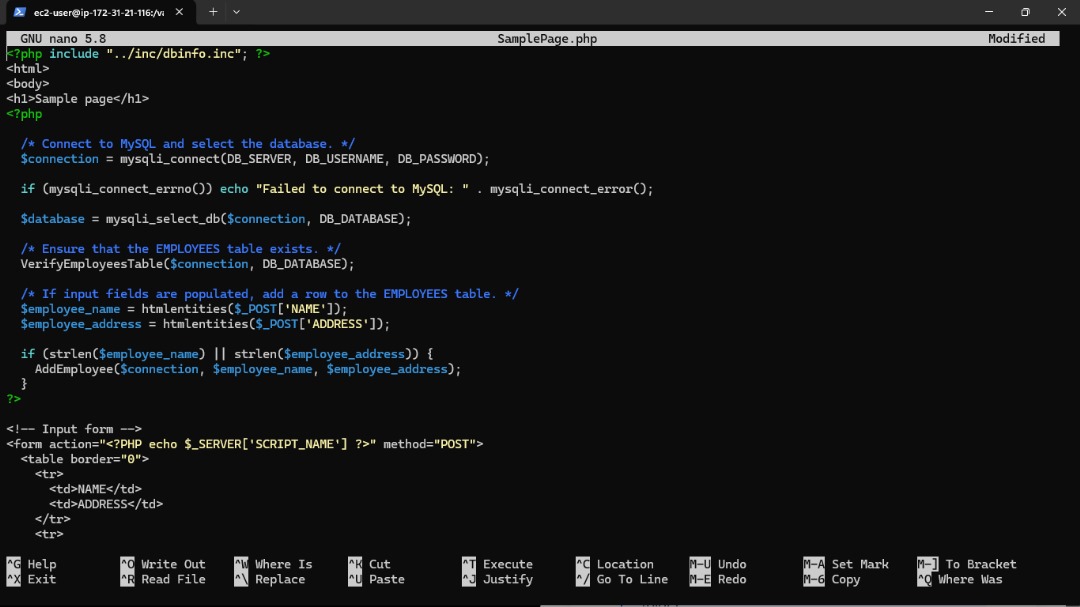 ec2-user@ip-172-31-21-116:/va
GNU nano 5.8 SamplePage.php Modified
<?php include "../inc/dbinfo.inc"; ?>
<html>
<body>
<h1>Sample page</h1>
<?php
/* Connect to MySQL and select the database. */
$connection = mysqli_connect(DB_SERVER, DB_USERNAME, DB_PASSWORD);
if (mysqli_connect_errno()) echo "Failed to connect to MySQL: " . mysqli_connect_error();
$database = mysqli_select_db($connection, DB_DATABASE);
/* Ensure that the EMPLOYEES table exists. */
VerifyEmployeesTable($connection, DB_DATABASE);
/* If input fields are populated, add a row to the EMPLOYEES table. */
$employee_name = htmlentities($_POST['NAME']);
$employee_address = htmlentities($_POST['ADDRESS']);
if (strlen($employee_name) || strlen($employee_address)) {
AddEmployee($connection, $employee_name, $employee_address);
}
?>
<!-- Input form -->
<form action="<?PHP echo $_SERVER['SCRIPT_NAME'] ?>" method="POST">
<table border="0">
<tr>
<td>NAME</td>
<td>ADDRESS</td>
</tr>
<tr>
^G Help ^O Write Out ^W Where Is ^K Cut ^T Execute ^C Location M-U Undo M-A Set Mark M-] To Bracket
^X Exit ^R Read File ^\ Replace ^U Paste ^J Justify ^/ Go To Line M-E Redo M-6 Copy ^Q Where Was